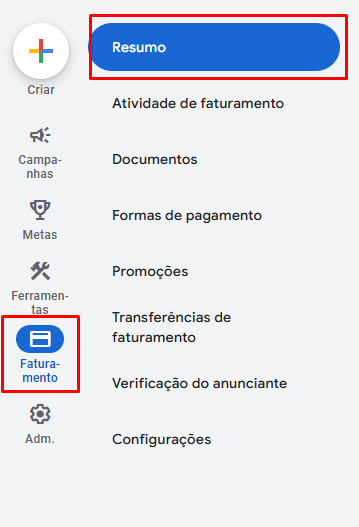 Criar
Campa-
nhas
Metas
Ferramen-
tas
Fatura-
mento
Adm.
Resumo
Atividade de faturamento
Documentos
Formas de pagamento
Promoções
Transferências de
faturamento
Verificação do anunciante
Configurações